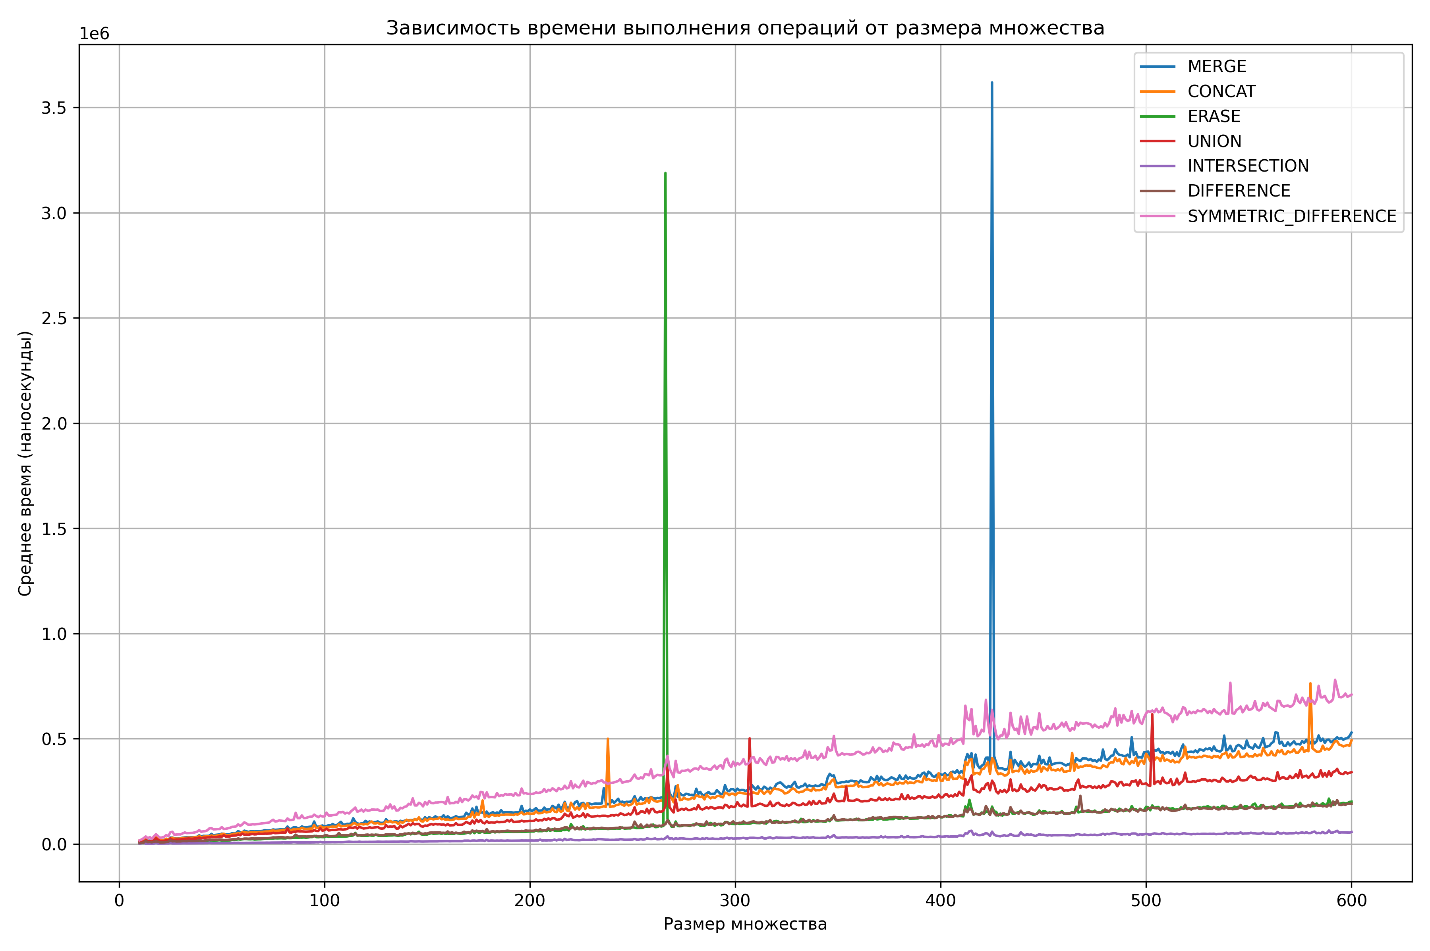 Зависимость времени выполнения операций от размера множества
1e6
MERGE
CONCAT
ERASE
UNION
INTERSECTION
DIFFERENCE
SYMMETRIC_DIFFERENCE
3.5
3.0
2.5
2.0
1.5
1.0
0.5
0.0
Среднее время (наносекунды)
0 100 200 300 400 500 600
Размер множества